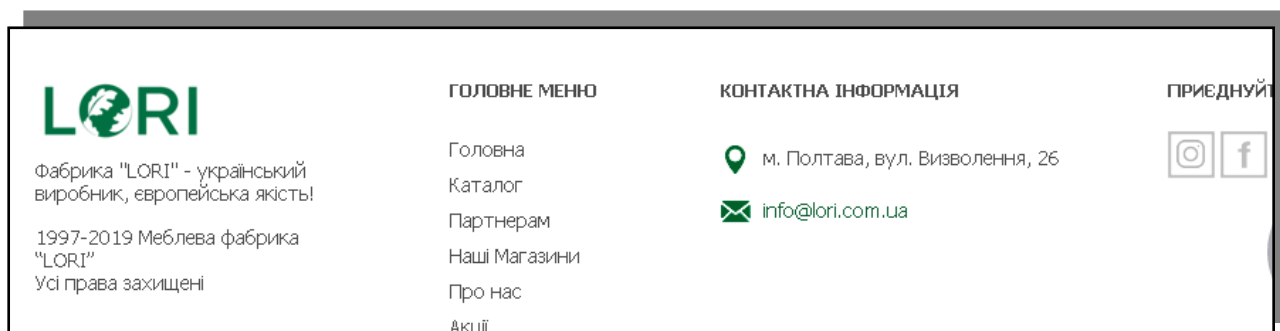 LORI
Фабрика "LORI" - український
виробник, європейська якість!
1997-2019 Меблева фабрика
"LORI"
Усі права захищені
ГОЛОВНЕ МЕНЮ
Головна
Каталог
Партнерам
Наші Магазини
Про нас
Акції
КОНТАКТНА ІНФОРМАЦІЯ
м. Полтава, вул. Визволення, 26
info@lori.com.ua